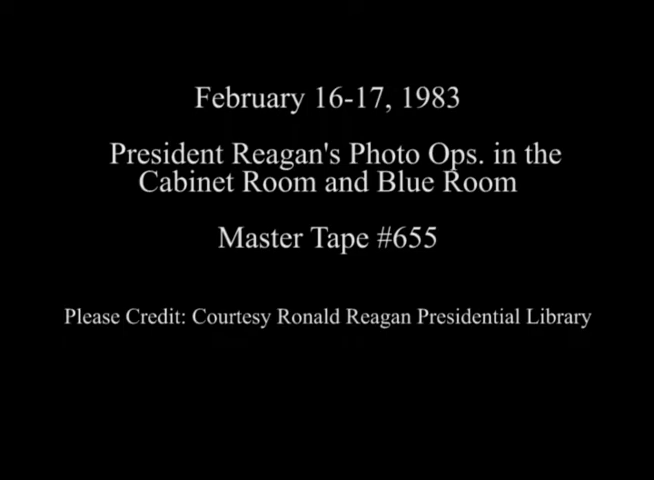 February 16-17, 1983
President Reagan's Photo Ops. in the
Cabinet Room and Blue Room
Master Tape #655
Please Credit: Courtesy Ronald Reagan Presidential Library